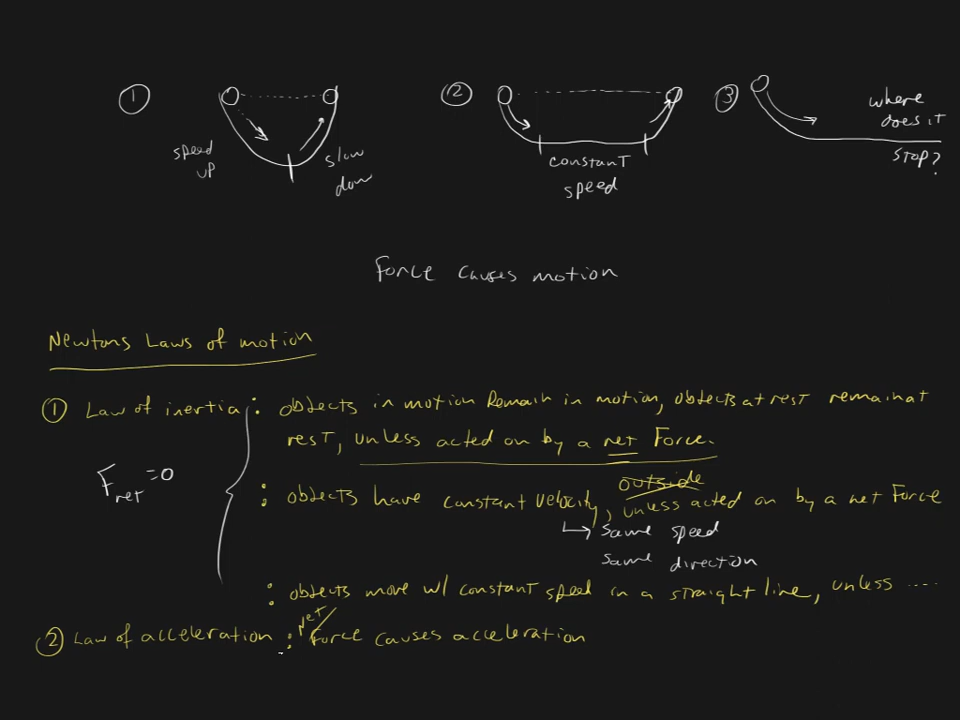 ①
speed
up
slow
down
②
constant
speed
③
where
does it
stop?
Force causes motion
Newtons Laws of motion
① Law of inertia : objects in motion Remain in motion, objects at rest remain at
rest, unless acted on by a net Force.
Fnet = 0
outside
: objects have constant velocity, unless acted on by a net Force
↳ same speed
same direction
: objects move w/ constant speed in a straight line, unless ....
Net
② Law of acceleration : Force causes acceleration